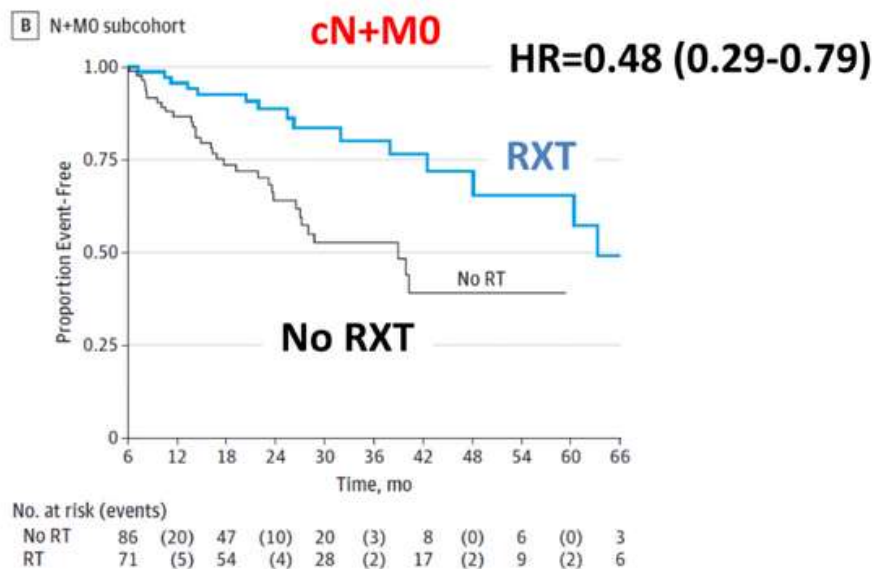 B N+M0 subcohort
cN+M0
HR=0.48 (0.29-0.79)
1.00
0.75
0.50
0.25
0
Proportion Event-Free
RXT
No RT
No RXT
6 12 18 24 30 36 42 48 54 60 66
Time, mo
No. at risk (events)
No RT 86 (20) 47 (10) 20 (3) 8 (0) 6 (0) 3
RT 71 (5) 54 (4) 28 (2) 17 (2) 9 (2) 6